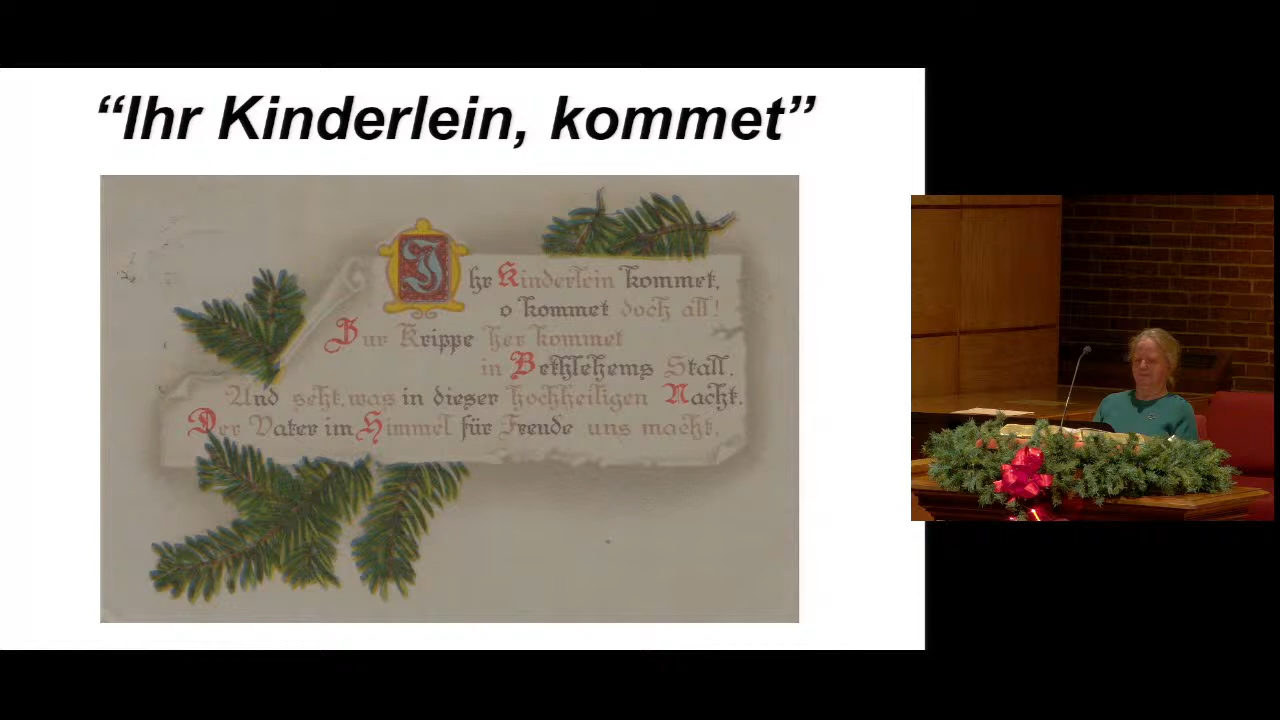 “Ihr Kinderlein, kommet”
Ihr Kinderlein kommet,
o kommet doch all!
Zur Krippe her kommet
in Bethlehems Stall.
Und seht, was in dieser hochheiligen Nacht.
Der Vater im Himmel für Freude uns macht,